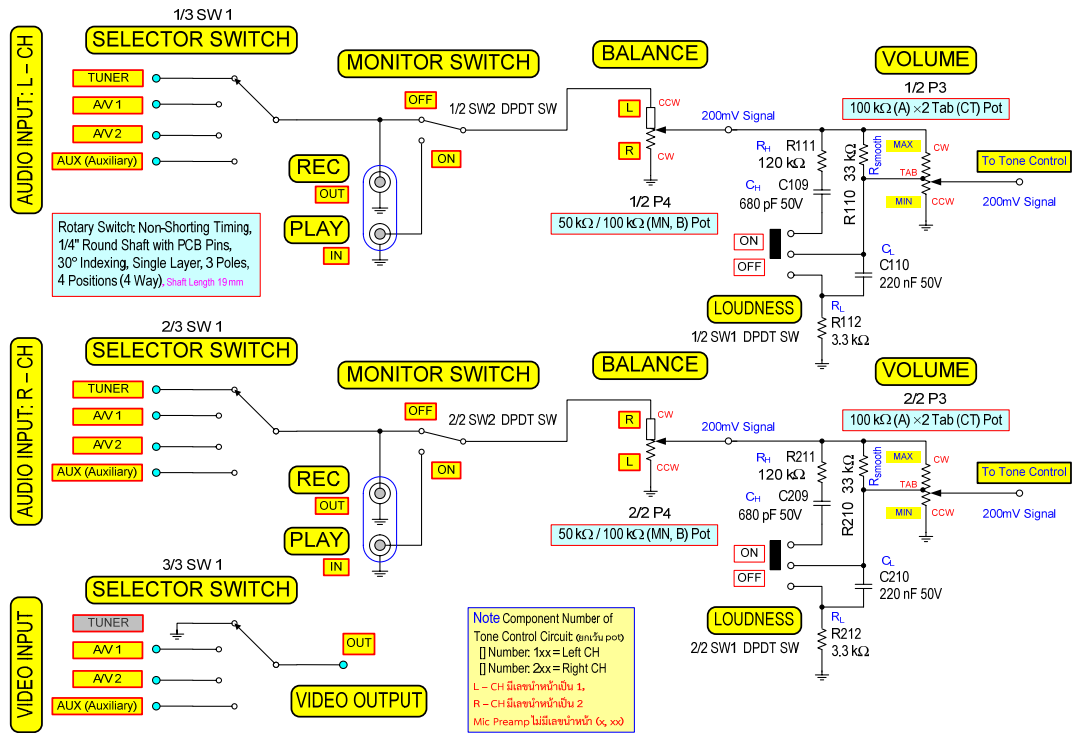 AUDIO INPUT: L – CH
1/3 SW 1
SELECTOR SWITCH
TUNER
A/V 1
A/V 2
AUX (Auxiliary)
Rotary Switch: Non-Shorting Timing,
1/4" Round Shaft with PCB Pins,
30° Indexing, Single Layer, 3 Poles,
4 Positions (4 Way), Shaft Length 19 mm
MONITOR SWITCH
OFF
1/2 SW2 DPDT SW
ON
REC
OUT
PLAY
IN
BALANCE
L
CCW
R
CW
1/2 P4
50 kΩ / 100 kΩ (MN, B) Pot
200mV Signal
RH
R111
120 kΩ
CH
C109
680 pF 50V
R110 33 kΩ
Rsmooth
ON
OFF
LOUDNESS
1/2 SW1 DPDT SW
CL
C110
220 nF 50V
RL
R112
3.3 kΩ
VOLUME
1/2 P3
100 kΩ (A) ×2 Tab (CT) Pot
MAX
CW
TAB
MIN
CCW
To Tone Control
200mV Signal
AUDIO INPUT: R – CH
2/3 SW 1
SELECTOR SWITCH
TUNER
A/V 1
A/V 2
AUX (Auxiliary)
MONITOR SWITCH
OFF
2/2 SW2 DPDT SW
ON
REC
OUT
PLAY
IN
BALANCE
R
CW
L
CCW
2/2 P4
50 kΩ / 100 kΩ (MN, B) Pot
200mV Signal
RH
R211
120 kΩ
CH
C209
680 pF 50V
R210 33 kΩ
Rsmooth
ON
OFF
LOUDNESS
2/2 SW1 DPDT SW
CL
C210
220 nF 50V
RL
R212
3,3 kΩ
VOLUME
2/2 P3
100 kΩ (A) ×2 Tab (CT) Pot
MAX
CW
TAB
MIN
CCW
To Tone Control
200mV Signal
VIDEO INPUT
3/3 SW 1
SELECTOR SWITCH
TUNER
A/V 1
A/V 2
AUX (Auxiliary)
OUT
VIDEO OUTPUT
Note Component Number of
Tone Control Circuit: (ยกเว้น pot)
[] Number: 1xx = Left CH
[] Number: 2xx = Right CH
L – CH มีเลขนำหน้าเป็น 1,
R – CH มีเลขนำหน้าเป็น 2
Mic Preamp ไม่มีเลขนำหน้า (x, xx)